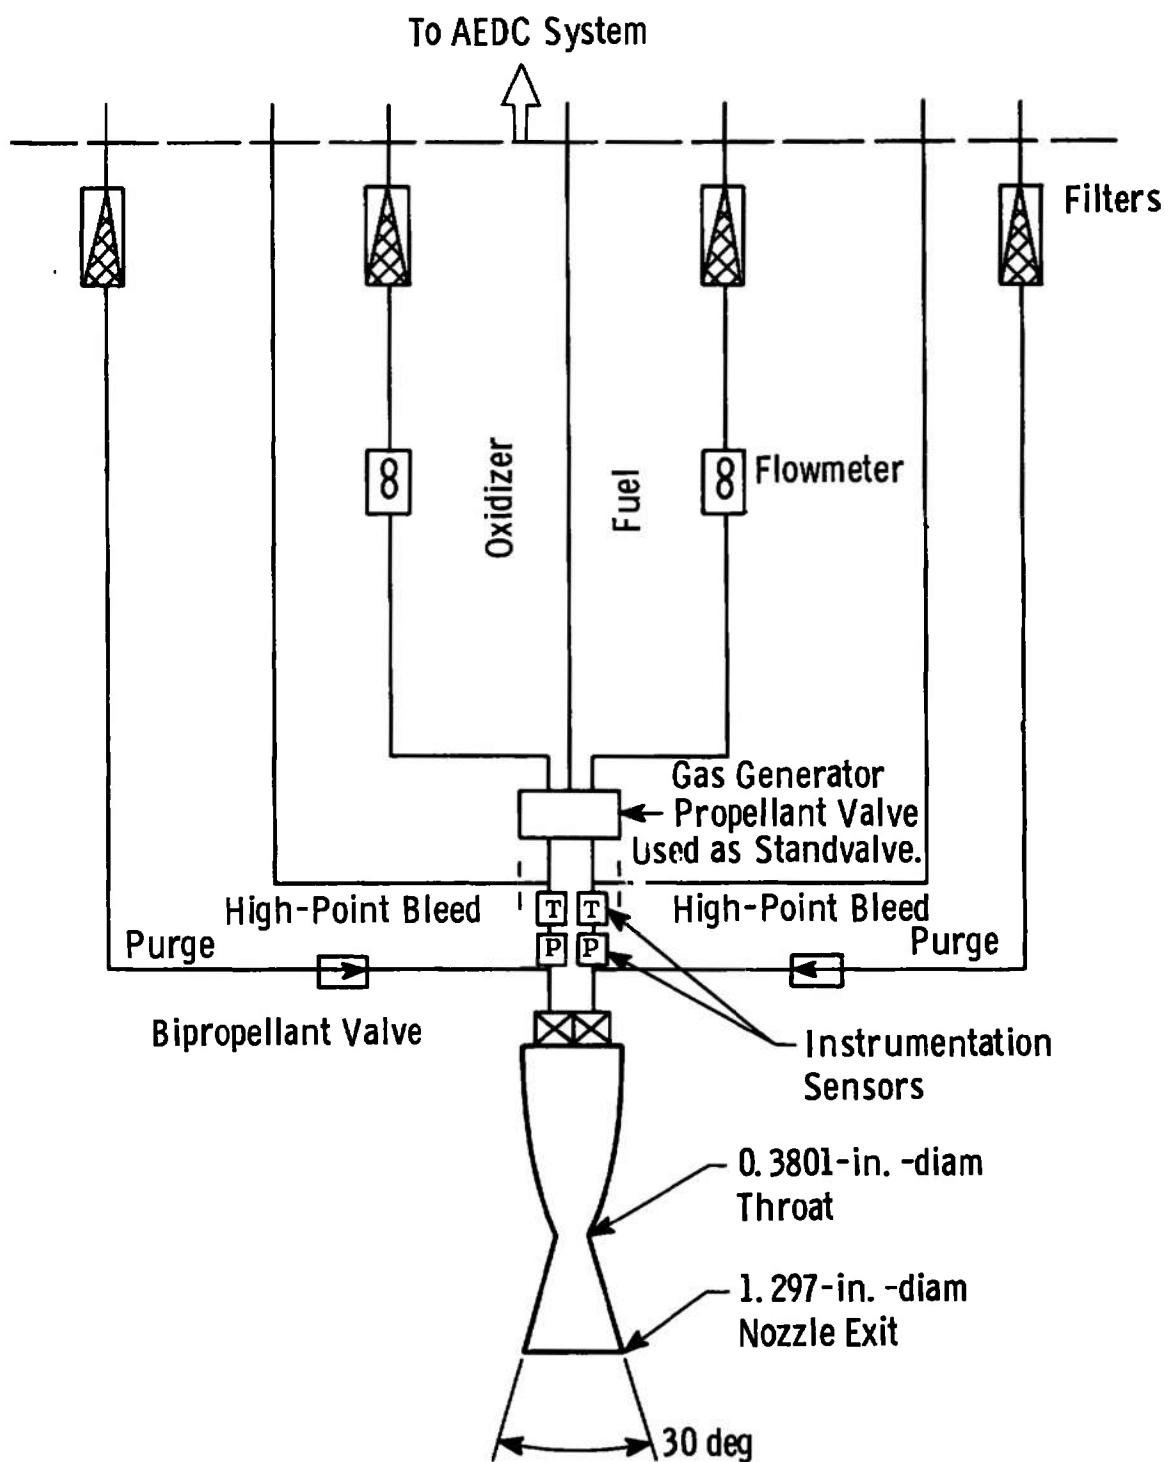 To AEDC System
Filters
8
8
Flowmeter
Oxidizer
Fuel
Gas Generator
Propellant Valve
Used as Standvalve.
T T
High-Point Bleed
High-Point Bleed
P P
Purge
Purge
Bipropellant Valve
Instrumentation
Sensors
0.3801-in. -diam
Throat
1.297-in. -diam
Nozzle Exit
30 deg